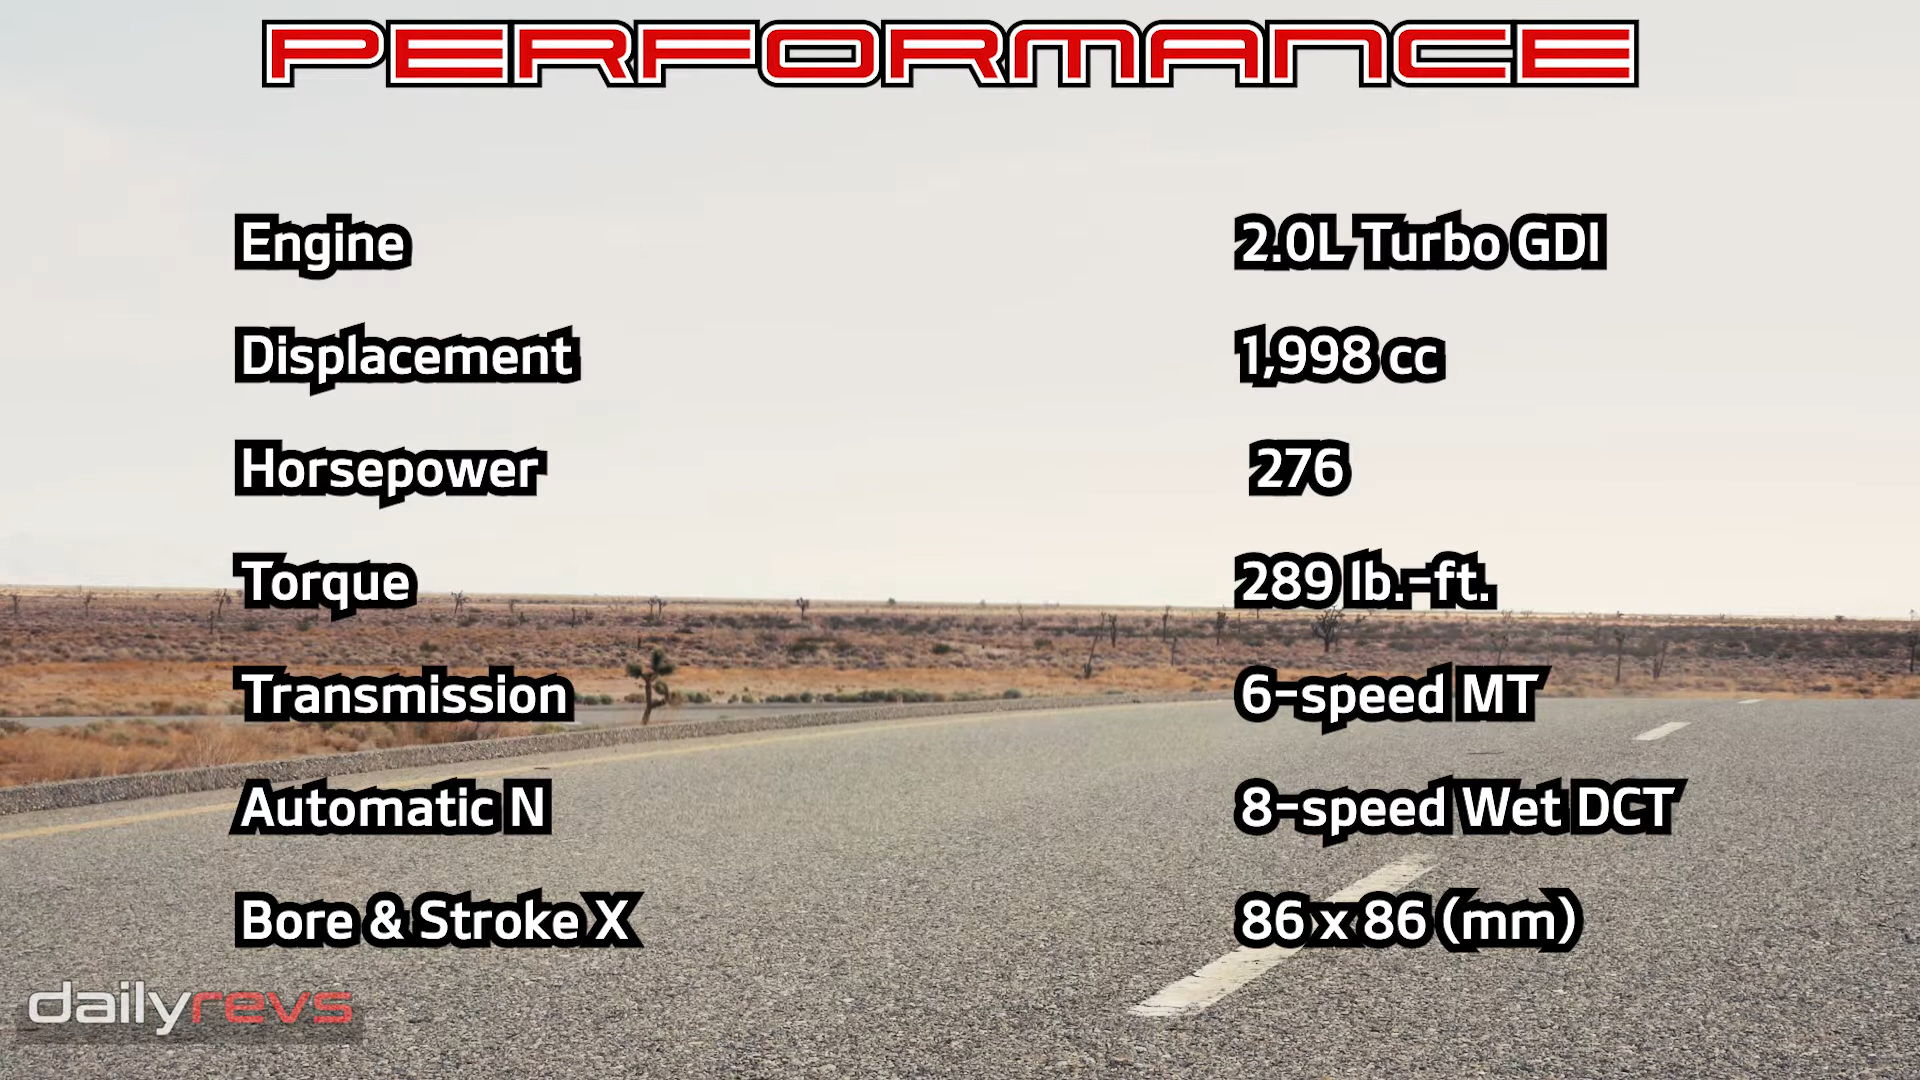 PERFORMANCE
Engine 2.0L Turbo GDI
Displacement 1,998 cc
Horsepower 276
Torque 289 lb.-ft.
Transmission 6-speed MT
Automatic N 8-speed Wet DCT
Bore & Stroke X 86 x 86 (mm)
dailyrevs